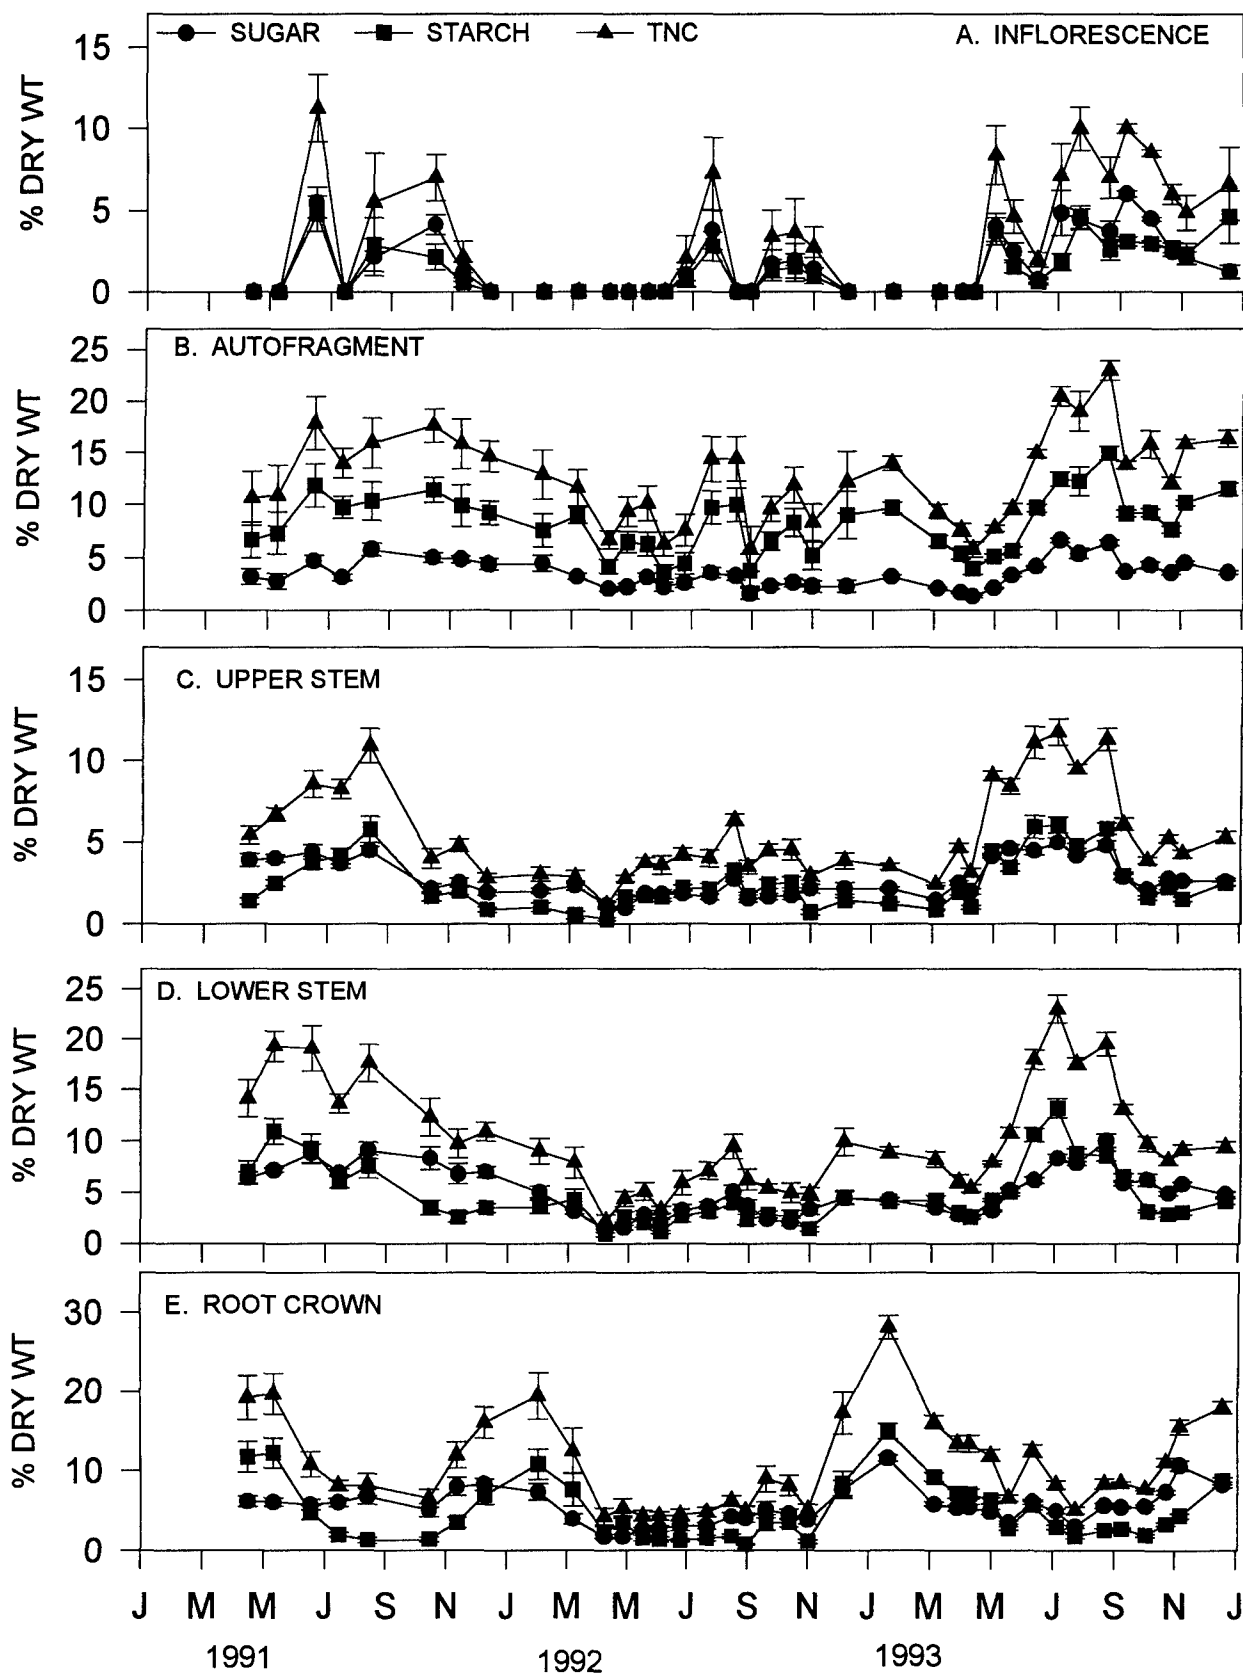 SUGAR STARCH TNC A. INFLORESCENCE
15
10
5
0
% DRY WT
B. AUTOFRAGMENT
25
20
15
10
5
0
% DRY WT
C. UPPER STEM
15
10
5
0
% DRY WT
D. LOWER STEM
25
20
15
10
5
0
% DRY WT
E. ROOT CROWN
30
20
10
0
% DRY WT
J M M J S N J M M J S N J M M J S N J
1991 1992 1993